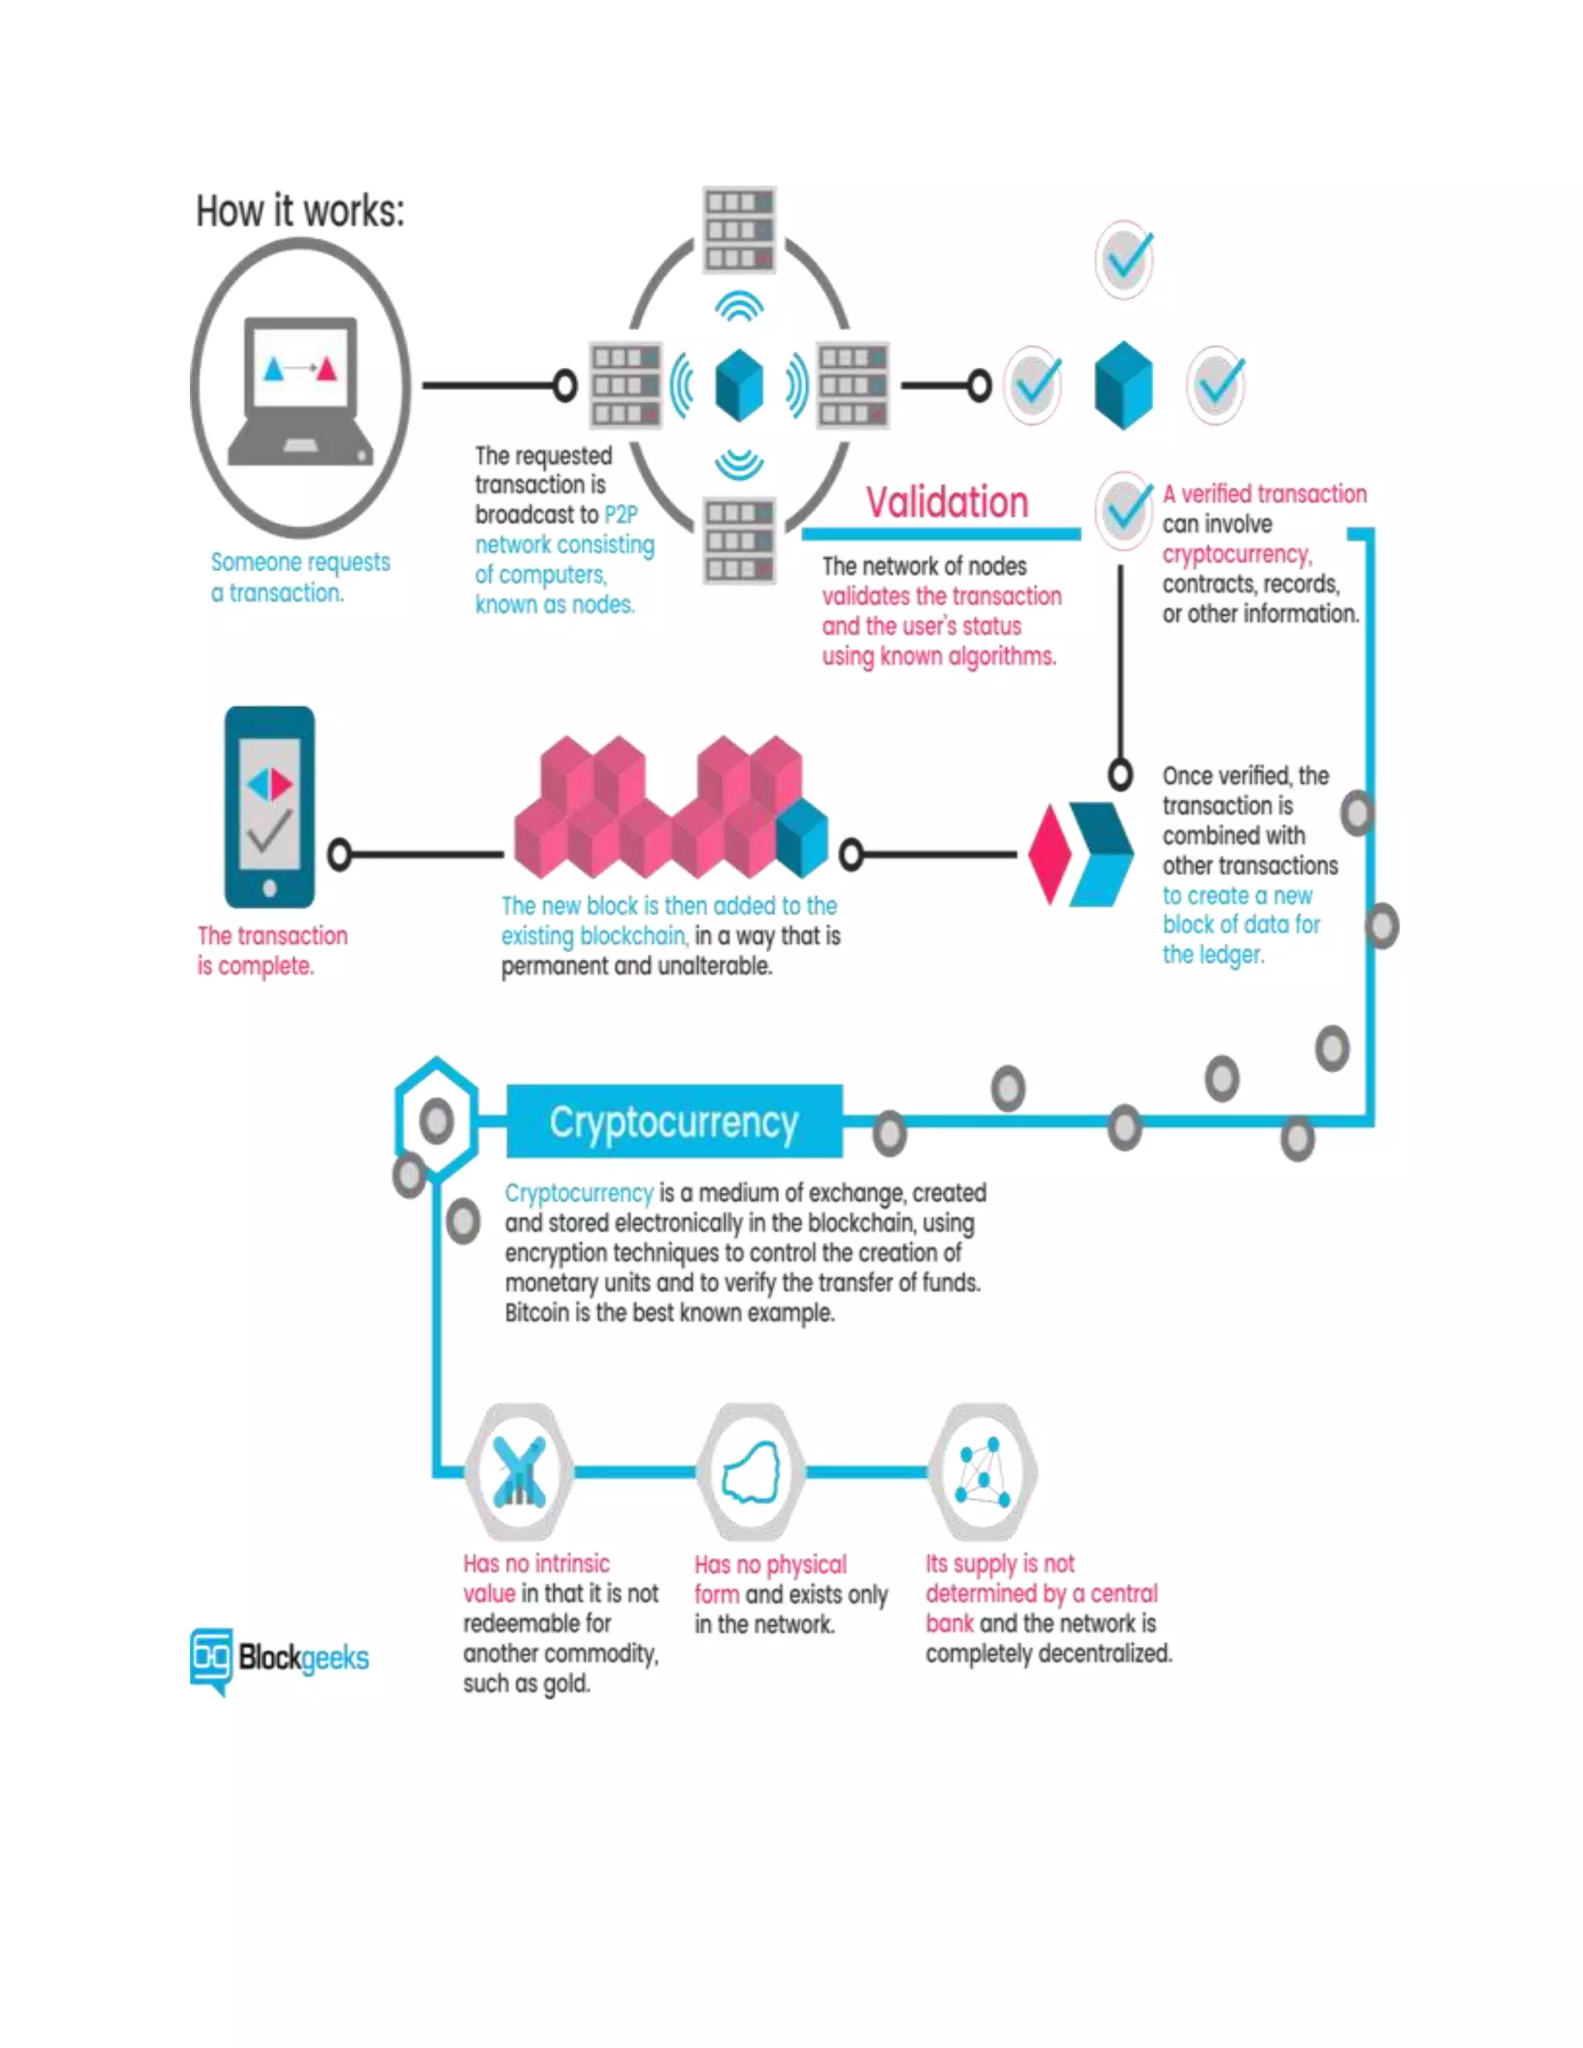 How it works:
Someone requests
a transaction.
The requested
transaction is
broadcast to P2P
network consisting
of computers,
known as nodes.
Validation
The network of nodes
validates the transaction
and the user's status
using known algorithms.
A verified transaction
can involve
cryptocurrency,
contracts, records,
or other information.
Once verified, the
transaction is
combined with
other transactions
to create a new
block of data for
the ledger.
The new block is then added to the
existing blockchain, in a way that is
permanent and unalterable.
The transaction
is complete.
Cryptocurrency
Cryptocurrency is a medium of exchange, created
and stored electronically in the blockchain, using
encryption techniques to control the creation of
monetary units and to verify the transfer of funds.
Bitcoin is the best known example.
Has no intrinsic
value in that it is not
redeemable for
another commodity,
such as gold.
Has no physical
form and exists only
in the network.
Its supply is not
determined by a central
bank and the network is
completely decentralized.
Blockgeeks